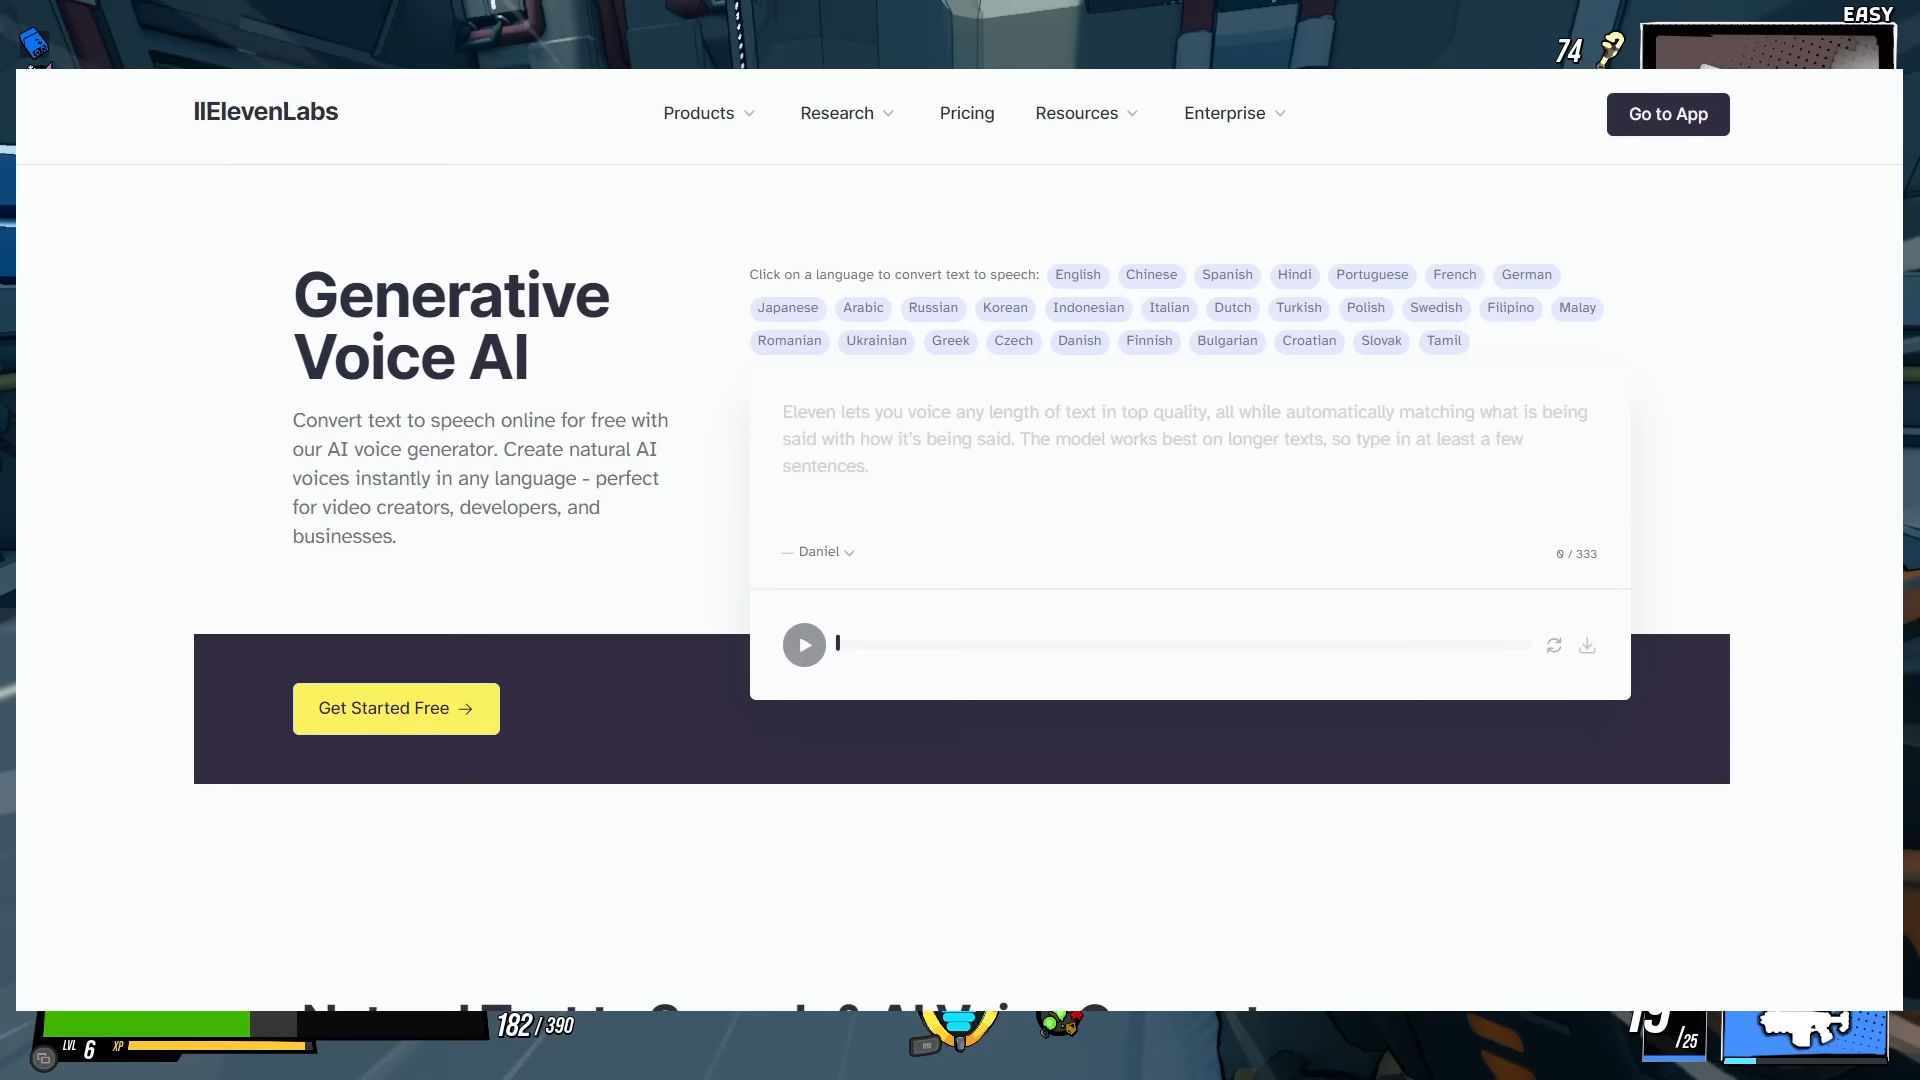 EASY
74
IIElevenLabs
Products
Research
Pricing
Resources
Enterprise
Go to App
Generative
Voice AI
Convert text to speech online for free with
our AI voice generator. Create natural AI
voices instantly in any language - perfect
for video creators, developers, and
businesses.
Get Started Free
Click on a language to convert text to speech: English Chinese Spanish Hindi Portuguese French German
Japanese Arabic Russian Korean Indonesian Italian Dutch Turkish Polish Swedish Filipino Malay
Romanian Ukrainian Greek Czech Danish Finnish Bulgarian Croatian Slovak Tamil
Eleven lets you voice any length of text in top quality, all while automatically matching what is being
said with how it's being said. The model works best on longer texts, so type in at least a few
sentences.
— Daniel
0 / 333
182 / 390
LVL 6 XP
RB
19 /25